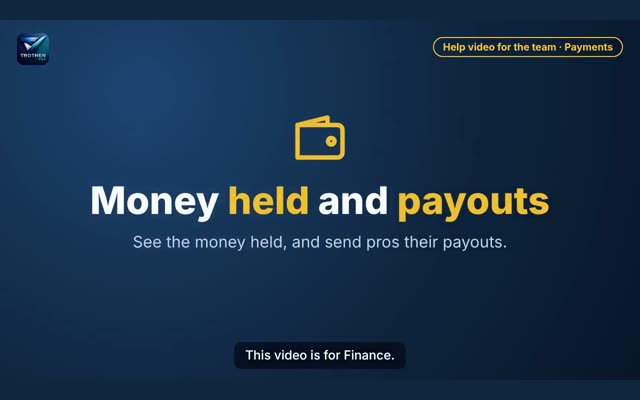 TROTHEN
Help video for the team · Payments
Money held and payouts
See the money held, and send pros their payouts.
This video is for Finance.